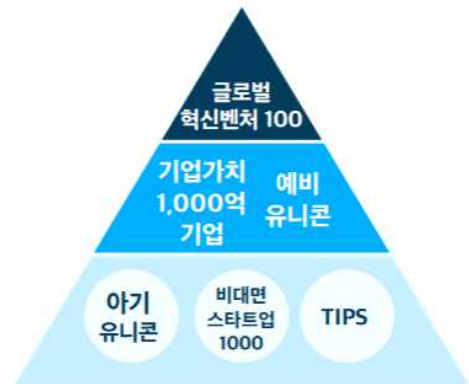 글로벌
혁신벤처 100
기업가치
1,000억
기업
예비
유니콘
아기
유니콘
비대면
스타트업
1000
TIPS